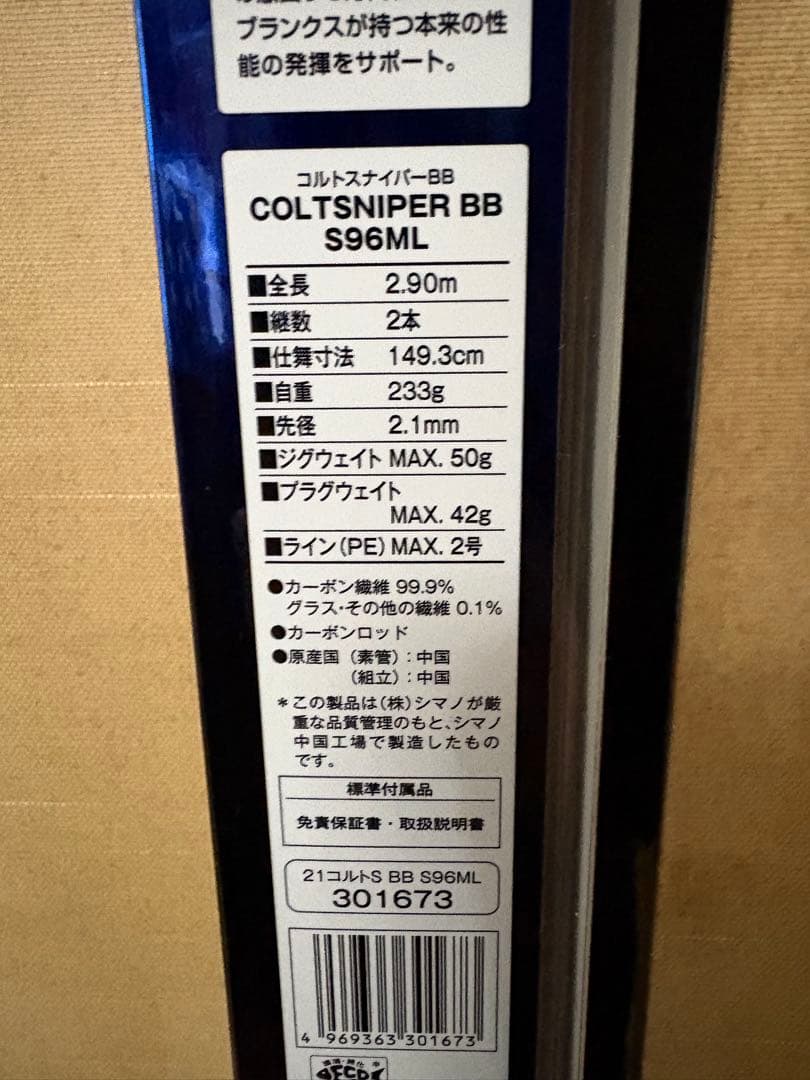 ブランクスが持つ本来の性
能の発揮をサポート。
コルトスナイパーBB
COLTSNIPER BB
S96ML
■全長 2.90m
■継数 2本
■仕舞寸法 149.3cm
■自重 233g
■先径 2.1mm
■ジグウェイト MAX. 50g
■プラグウェイト
MAX. 42g
■ライン(PE) MAX. 2号
●カーボン繊維 99.9%
グラス・その他の繊維 0.1%
●カーボンロッド
●原産国（素管）：中国
（組立）：中国
＊この製品は(株)シマノが厳
重な品質管理のもと、シマノ
中国工場で製造したもの
です。
標準付属品
免責保証書・取扱説明書
21コルトS BB S96ML
301673
4 969363 301673